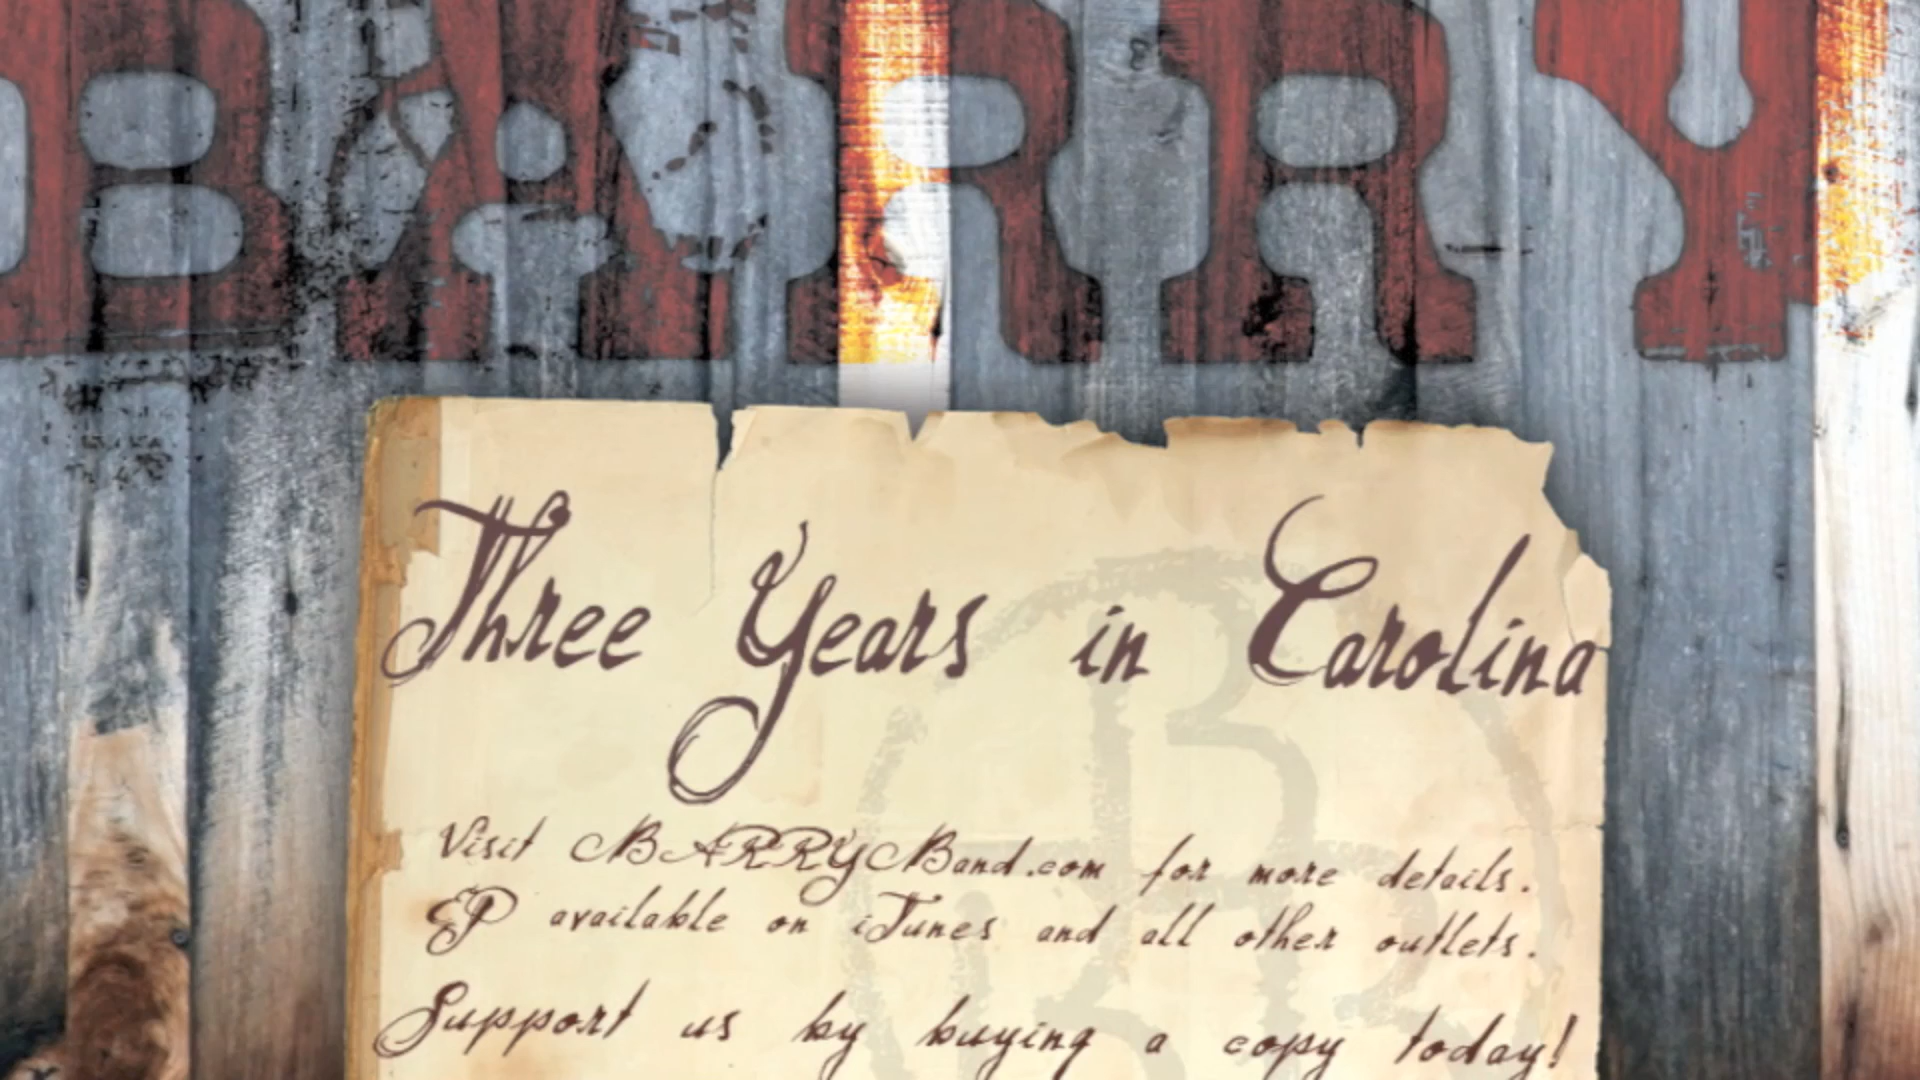 BARRY
Three Years in Carolina
Visit BARRYBand.com for more details.
EP available on iTunes and all other outlets.
Support us by buying a copy today!